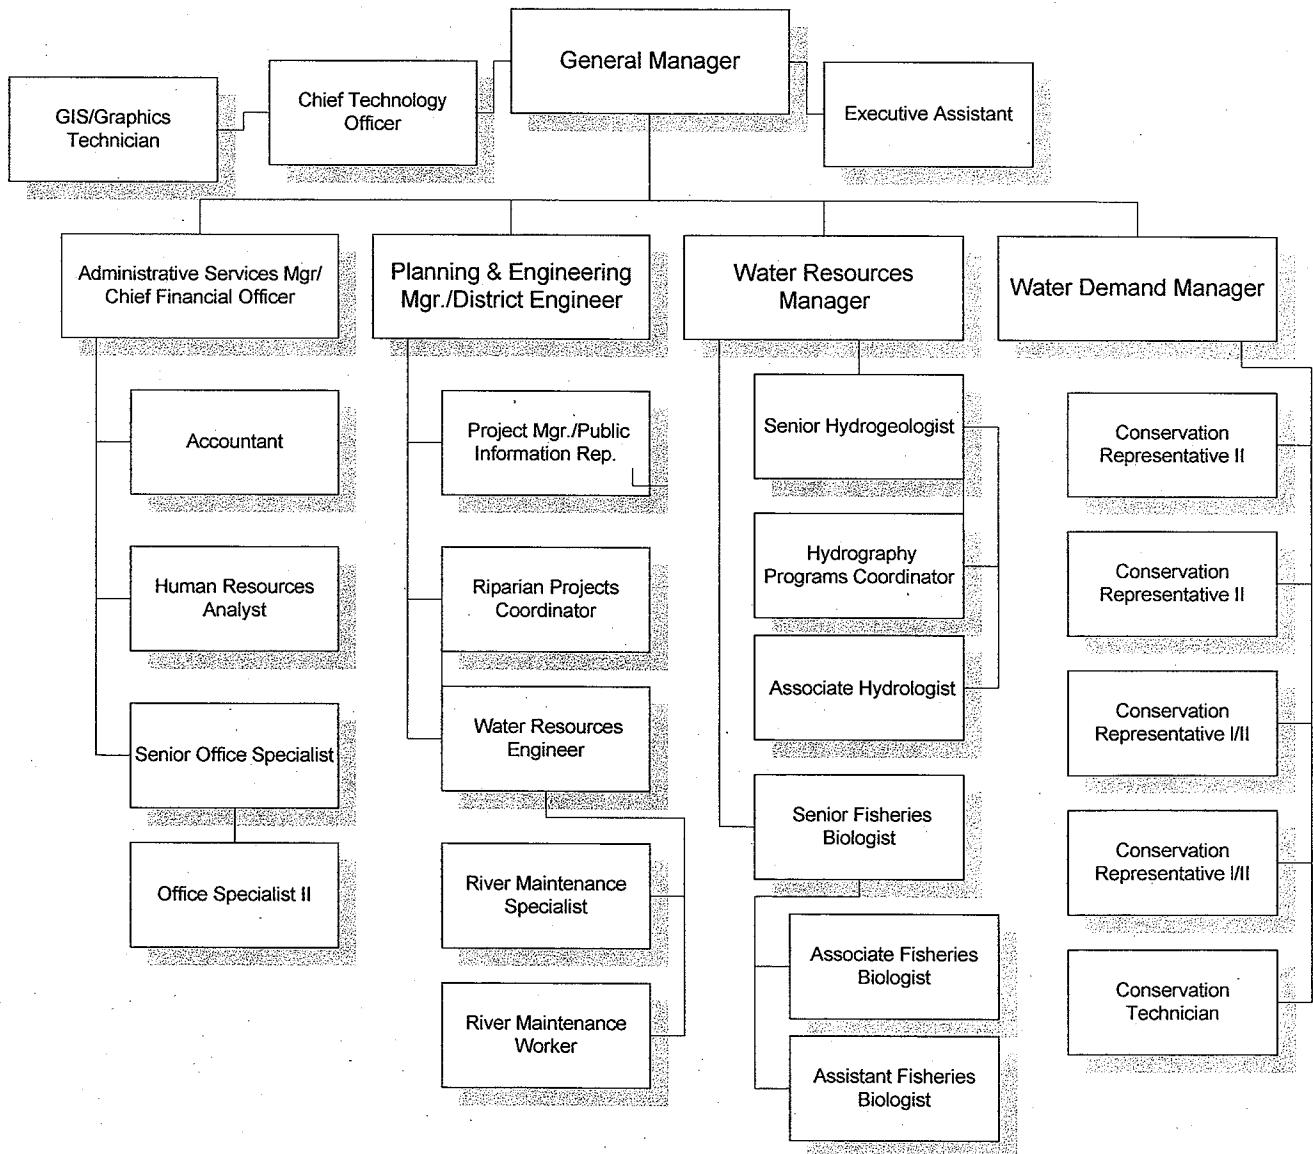 General Manager
Chief Technology
Officer
GIS/Graphics
Technician
Executive Assistant
Administrative Services Mgr/
Chief Financial Officer
Planning & Engineering
Mgr./District Engineer
Water Resources
Manager
Water Demand Manager
Accountant
Human Resources
Analyst
Senior Office Specialist
Office Specialist II
Project Mgr./Public
Information Rep.
Riparian Projects
Coordinator
Water Resources
Engineer
River Maintenance
Specialist
River Maintenance
Worker
Senior Hydrogeologist
Hydrography
Programs Coordinator
Associate Hydrologist
Senior Fisheries
Biologist
Associate Fisheries
Biologist
Assistant Fisheries
Biologist
Conservation
Representative II
Conservation
Representative II
Conservation
Representative I/II
Conservation
Representative I/II
Conservation
Technician